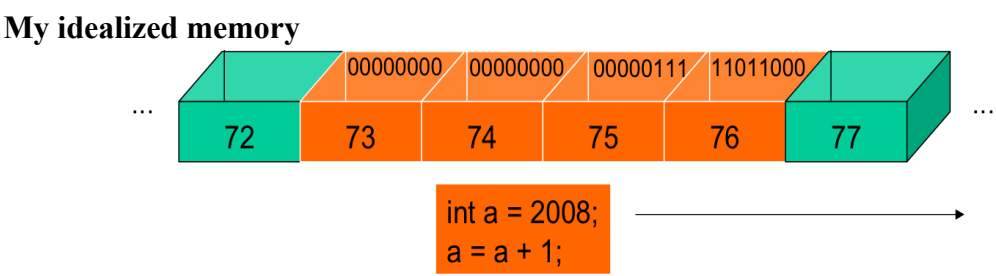 My idealized memory
00000000 00000000 00000111 11011000
... 72 73 74 75 76 77 ...
int a = 2008;
a = a + 1;